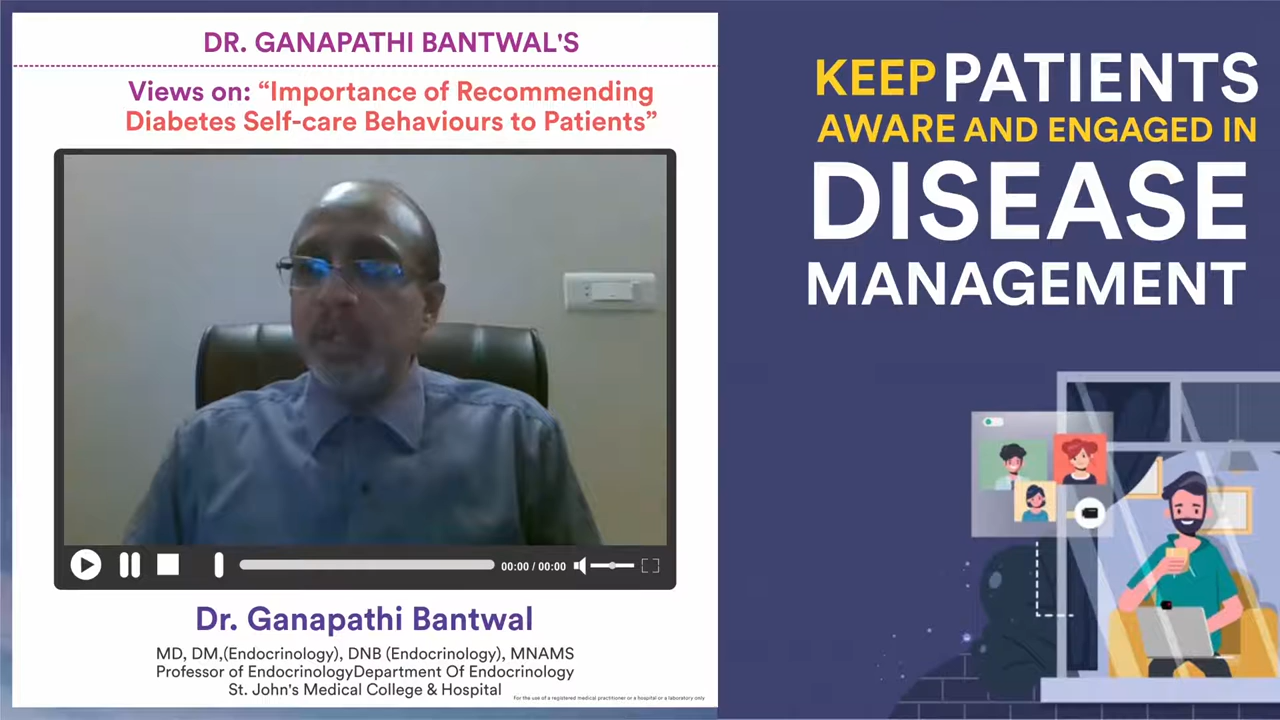 DR. GANAPATHI BANTWAL'S
Views on: “Importance of Recommending
Diabetes Self-care Behaviours to Patients”
00:00 / 00:00
Dr. Ganapathi Bantwal
MD, DM,(Endocrinology), DNB (Endocrinology), MNAMS
Professor of EndocrinologyDepartment Of Endocrinology
St. John's Medical College & Hospital
For the use of a registered medical practitioner or a hospital or a laboratory only
KEEP PATIENTS
AWARE AND ENGAGED IN
DISEASE
MANAGEMENT